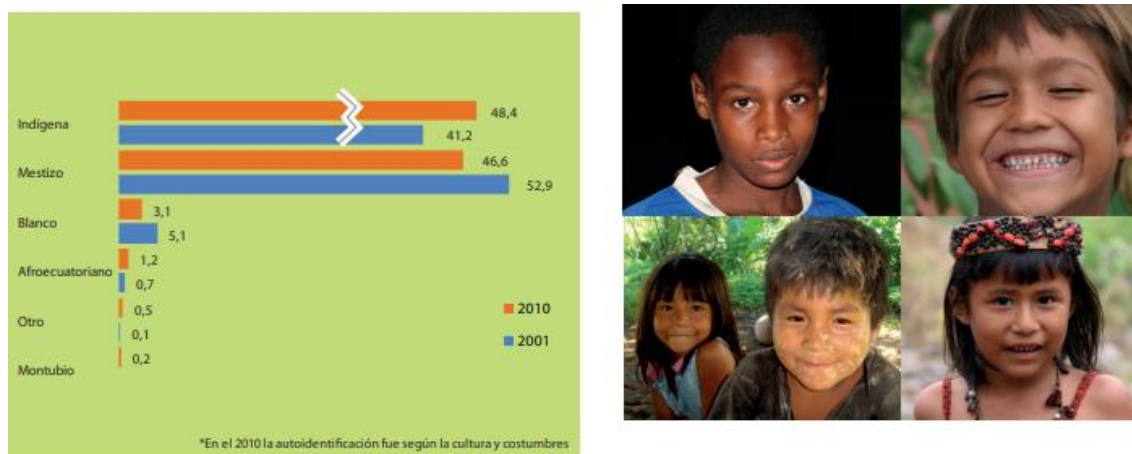 Indígena
48,4
41,2
Mestizo
46,6
52,9
Blanco
3,1
5,1
Afroecuatoriano
1,2
0,7
Otro
0,5
0,1
Montubio
0,2
2010
2001
*En el 2010 la autoidentificación fue según la cultura y costumbres